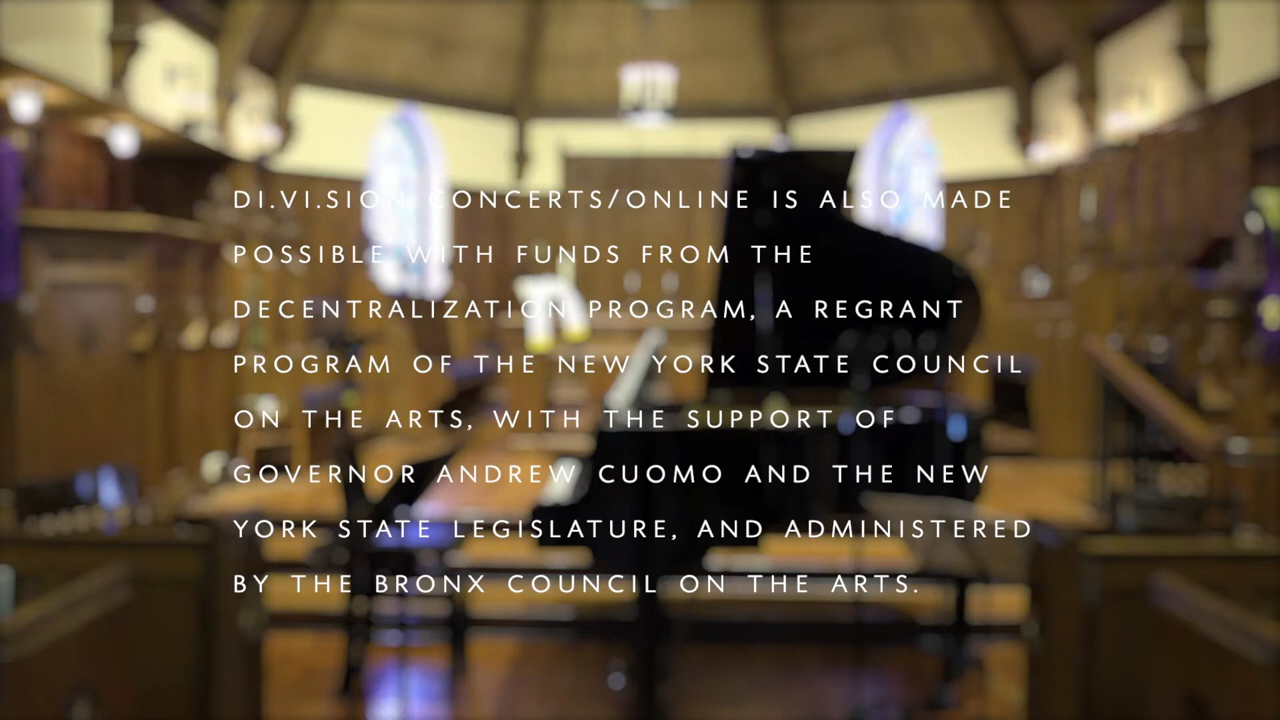 DI.VI.SION CONCERTS/ONLINE IS ALSO MADE
POSSIBLE WITH FUNDS FROM THE
DECENTRALIZATION PROGRAM, A REGRANT
PROGRAM OF THE NEW YORK STATE COUNCIL
ON THE ARTS, WITH THE SUPPORT OF
GOVERNOR ANDREW CUOMO AND THE NEW
YORK STATE LEGISLATURE, AND ADMINISTERED
BY THE BRONX COUNCIL ON THE ARTS.